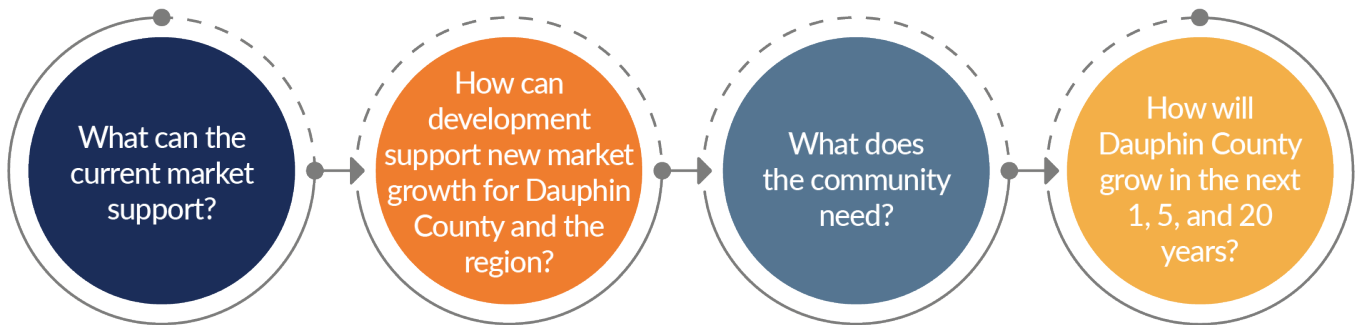 What can the
current market
support?
How can
development
support new market
growth for Dauphin
County and the
region?
What does
the community
need?
How will
Dauphin County
grow in the next
1, 5, and 20
years?